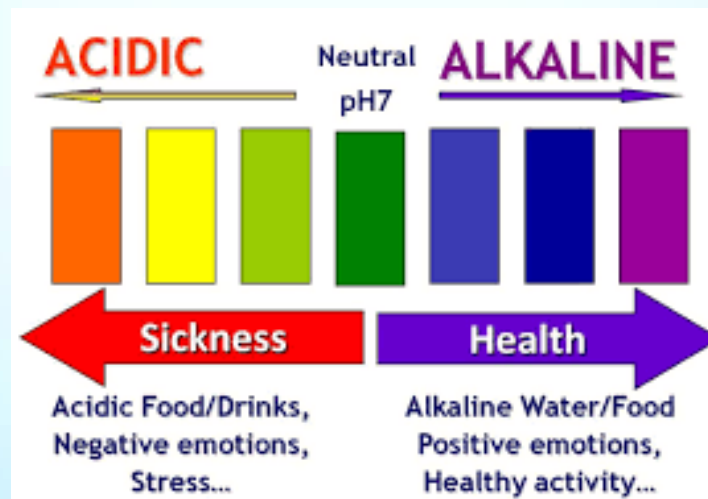 ACIDIC
Neutral
pH7
ALKALINE
Sickness
Health
Acidic Food/Drinks,
Negative emotions,
Stress...
Alkaline Water/Food
Positive emotions,
Healthy activity...